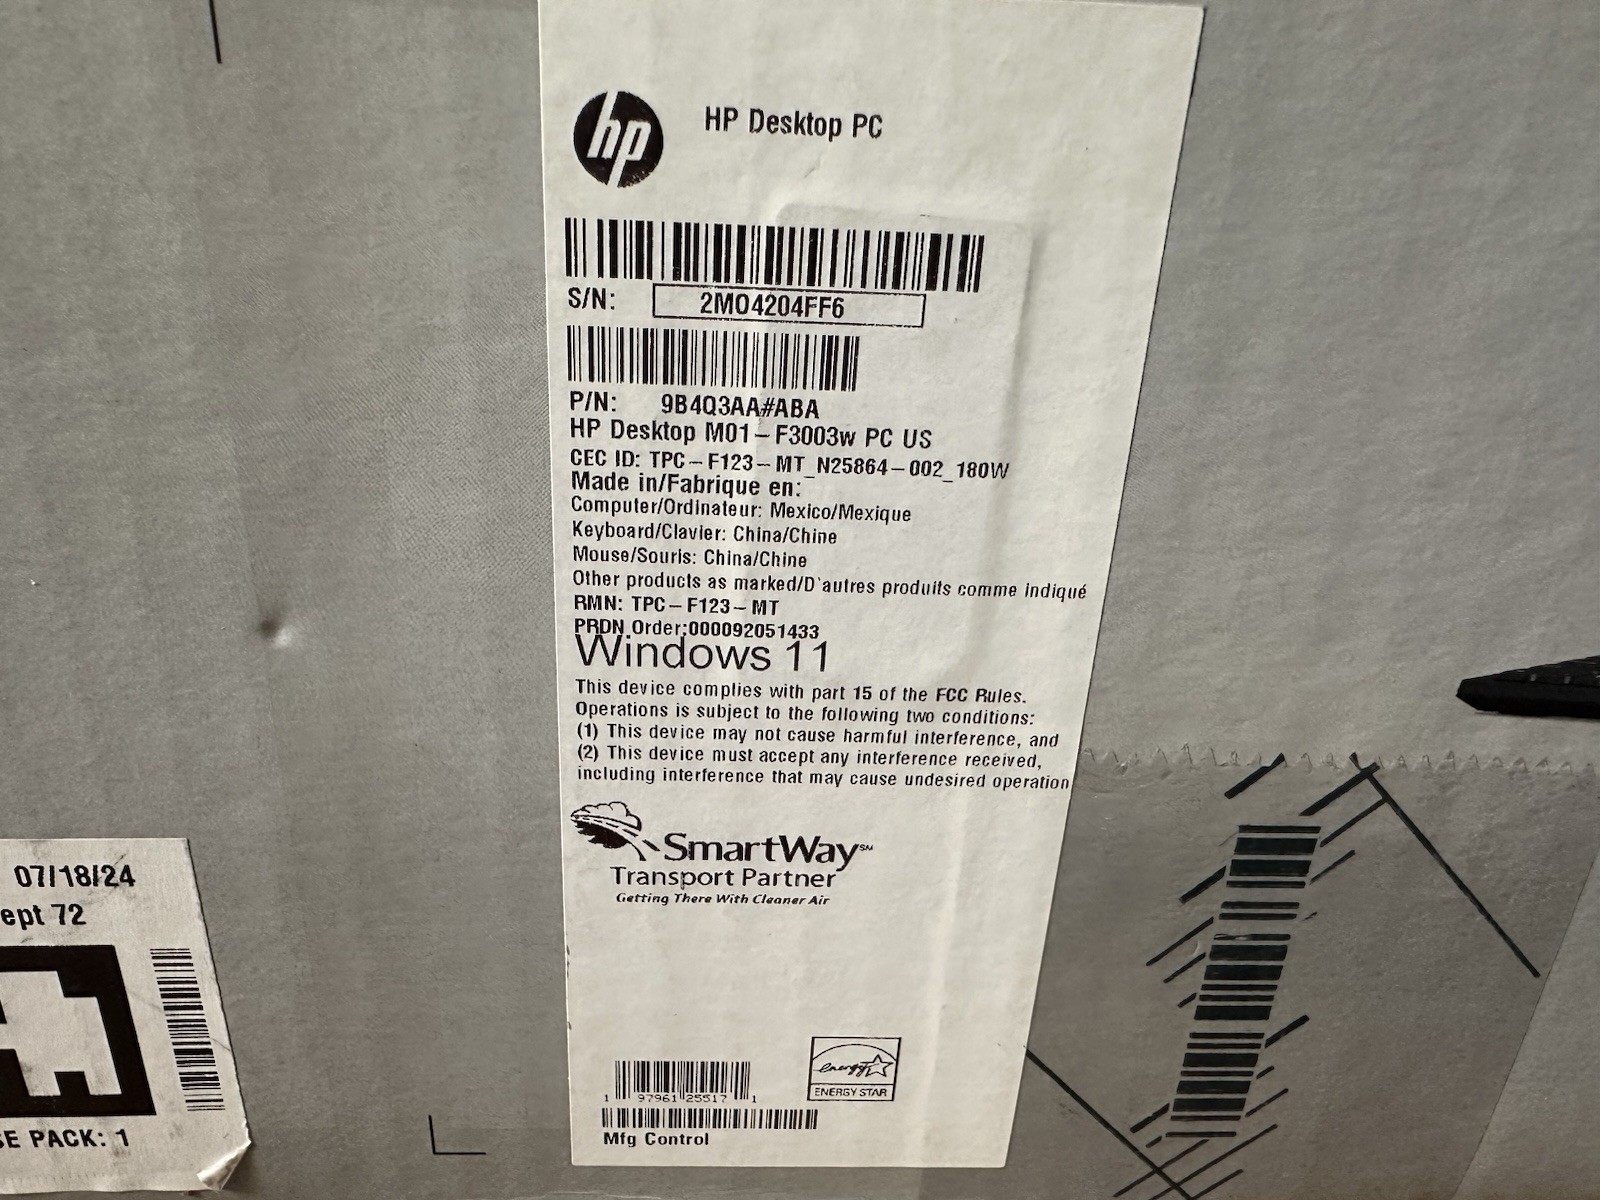 hp
HP Desktop PC
S/N: 2MO4204FF6
P/N: 9B4Q3AA#ABA
HP Desktop M01-F3003w PC US
CEC ID: TPC-F123-MT_N25864-002_180W
Made in/Fabrique en:
Computer/Ordinateur: Mexico/Mexique
Keyboard/Clavier: China/Chine
Mouse/Souris: China/Chine
Other products as marked/D'autres produits comme indiqué
RMN: TPC-F123-MT
PRDN Order:000092051433
Windows 11
This device complies with part 15 of the FCC Rules.
Operations is subject to the following two conditions:
(1) This device may not cause harmful interference, and
(2) This device must accept any interference received,
including interference that may cause undesired operation
SmartWay℠
Transport Partner
Getting There With Cleaner Air
energy
ENERGY STAR
1 97961 25517 1
Mfg Control
07/18/24
ept 72
SE PACK: 1